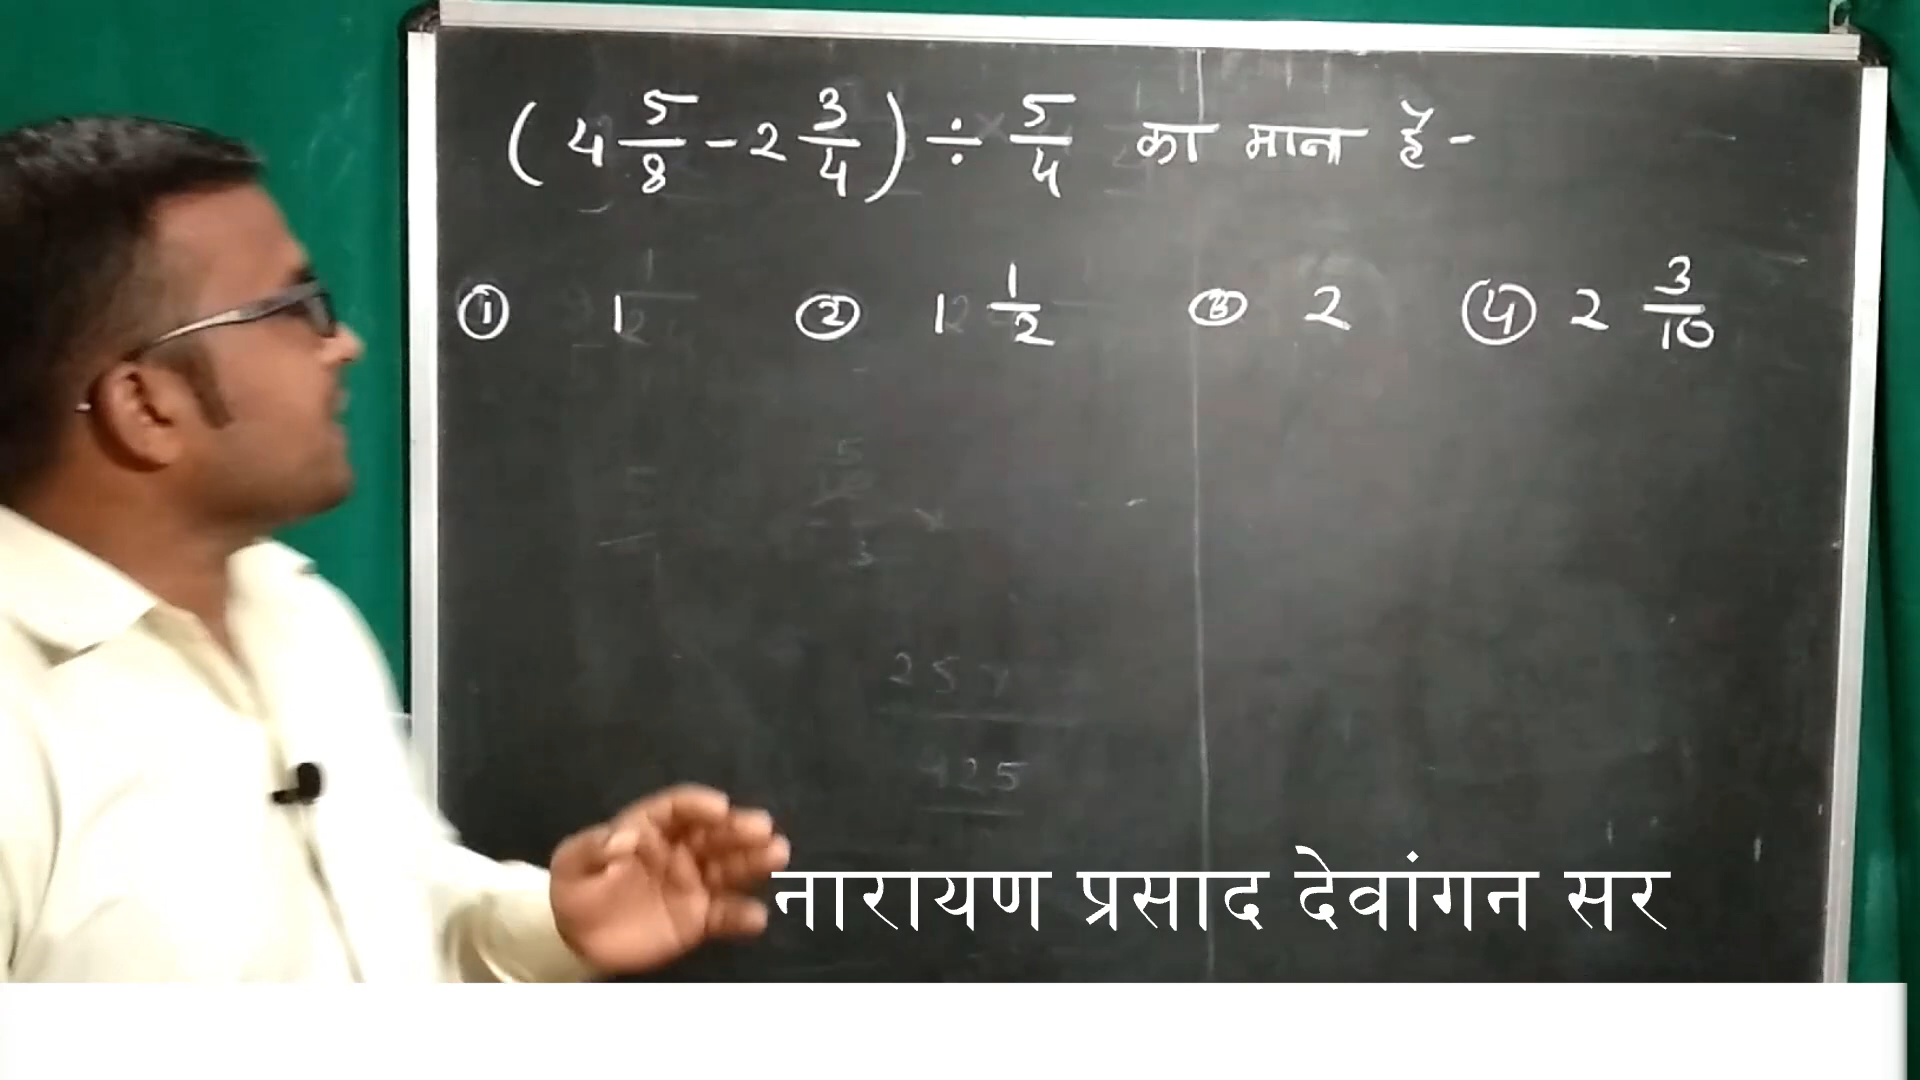 (4 5/8 - 2 3/4) ÷ 5/4 का मान है -
① 1 ② 1 1/2 ③ 2 ④ 2 3/10
नारायण प्रसाद देवांगन सर